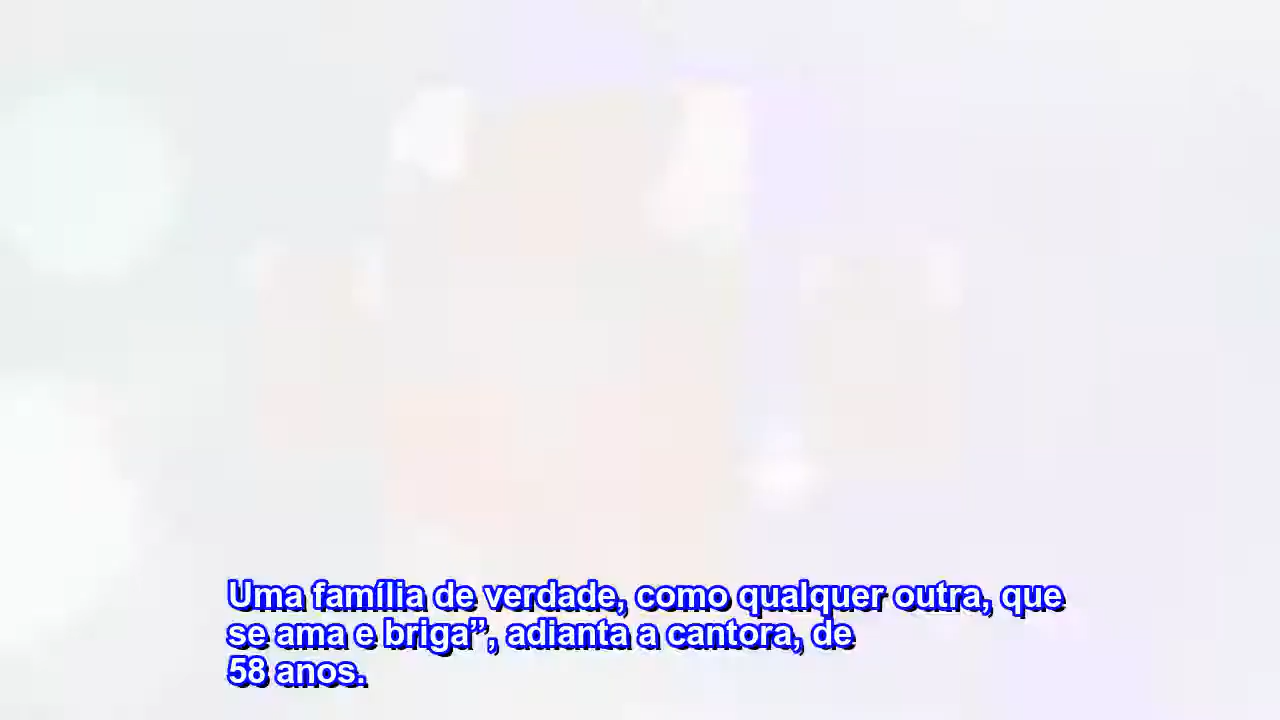 Uma família de verdade, como qualquer outra, que
se ama e briga”, adianta a cantora, de
58 anos.